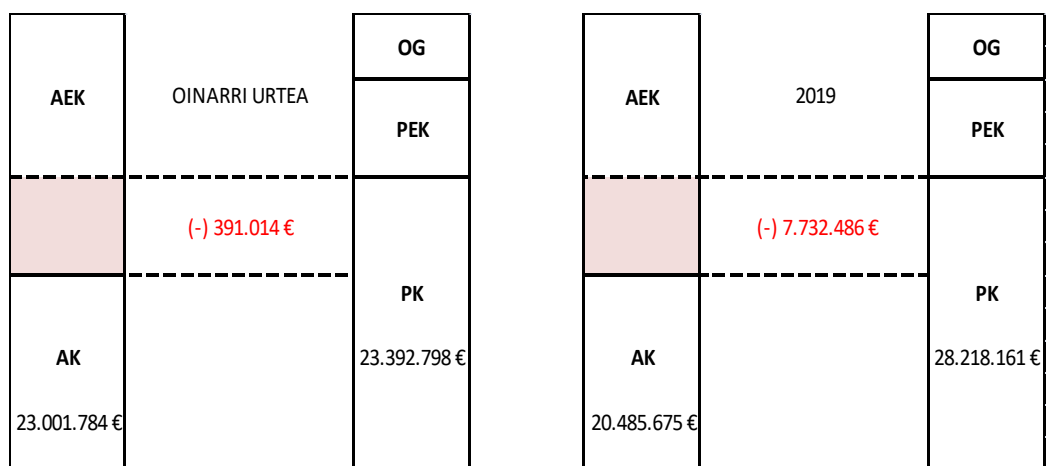 OG
AEK
OINARRI URTEA
PEK
(-) 391.014 €
PK
AK
23.392.798 €
23.001.784 €
OG
AEK
2019
PEK
(-) 7.732.486 €
PK
AK
28.218.161 €
20.485.675 €